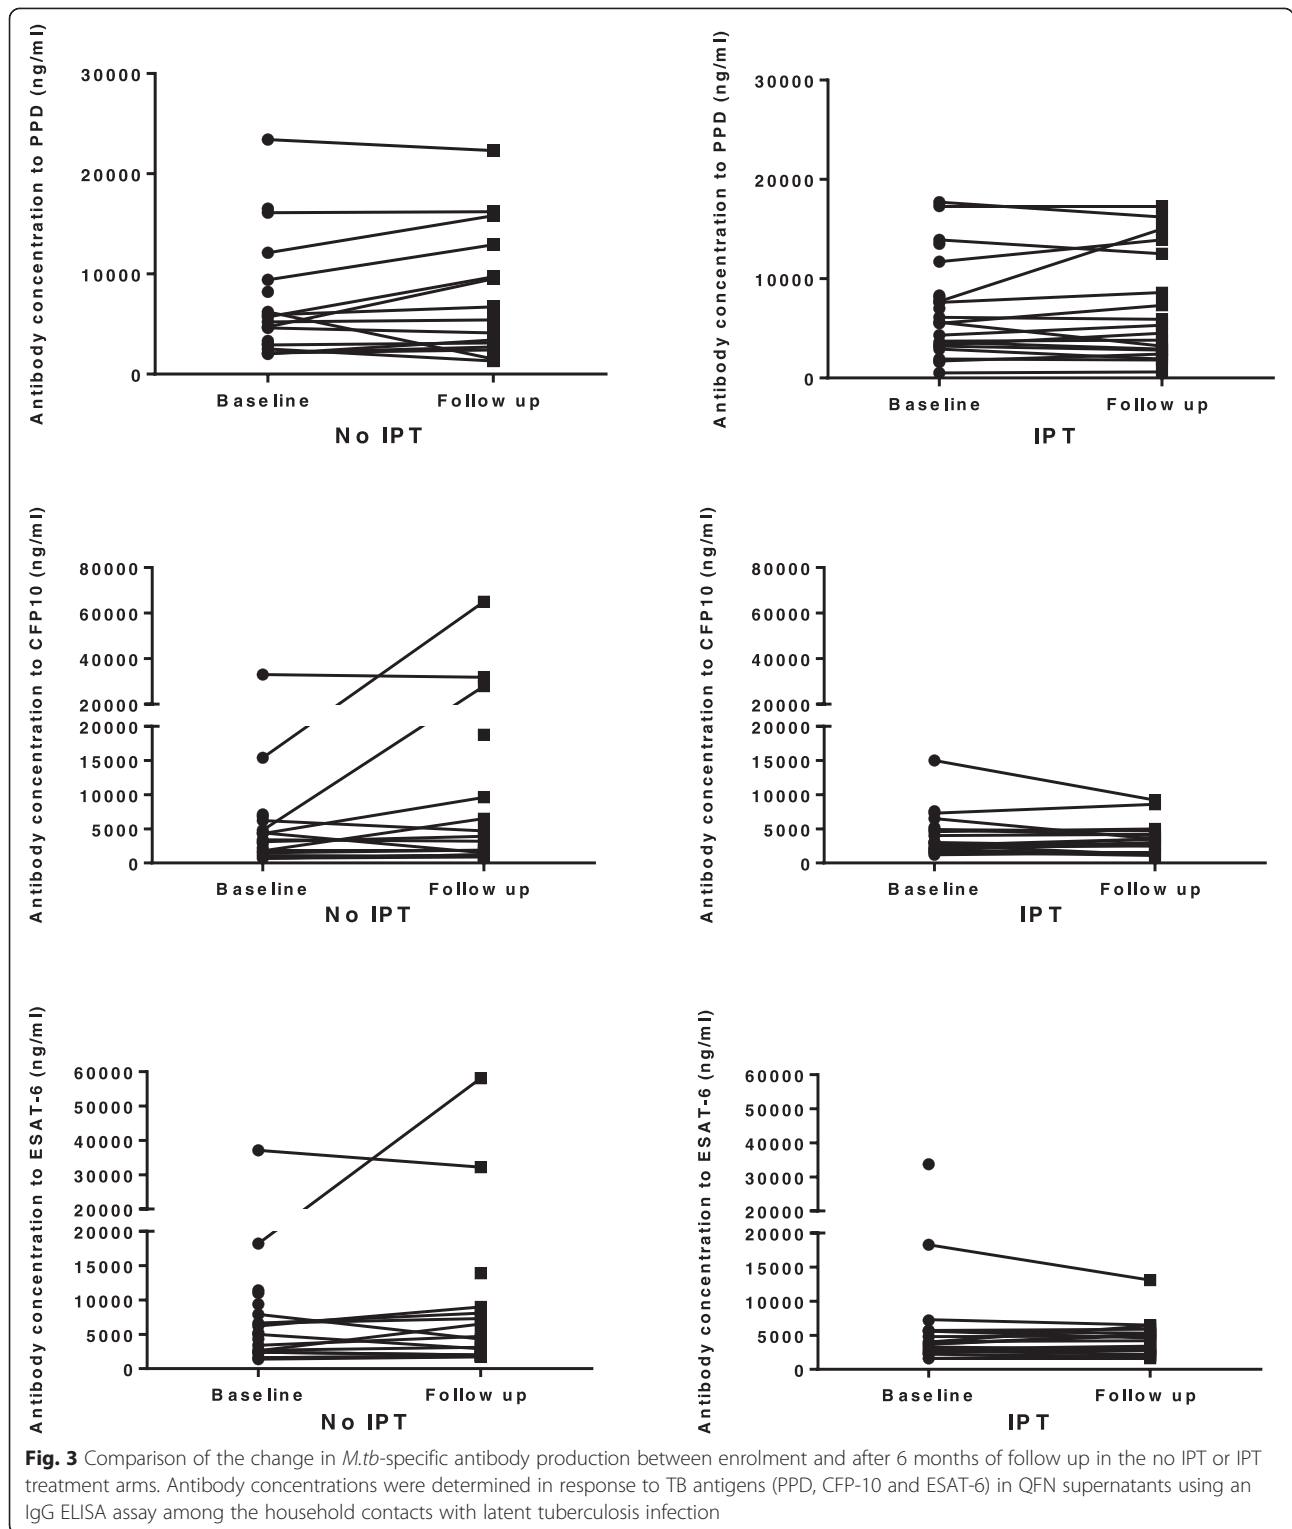 Antibody concentration to PPD (ng/ml)
30000
20000
10000
0
Baseline
Follow up
No IPT
Antibody concentration to PPD (ng/ml)
30000
20000
10000
0
Baseline
Follow up
IPT
Antibody concentration to CFP10 (ng/ml)
80000
60000
40000
20000
20000
15000
10000
5000
0
Baseline
Follow up
No IPT
Antibody concentration to CFP10 (ng/ml)
80000
60000
40000
20000
20000
15000
10000
5000
0
Baseline
Follow up
IPT
Antibody concentration to ESAT-6 (ng/ml)
60000
50000
40000
30000
20000
20000
15000
10000
5000
0
Baseline
Follow up
No IPT
Antibody concentration to ESAT-6 (ng/ml)
60000
50000
40000
30000
20000
20000
15000
10000
5000
0
Baseline
Follow up
IPT
Fig. 3 Comparison of the change in M.tb-specific antibody production between enrolment and after 6 months of follow up in the no IPT or IPT
treatment arms. Antibody concentrations were determined in response to TB antigens (PPD, CFP-10 and ESAT-6) in QFN supernatants using an
IgG ELISA assay among the household contacts with latent tuberculosis infection